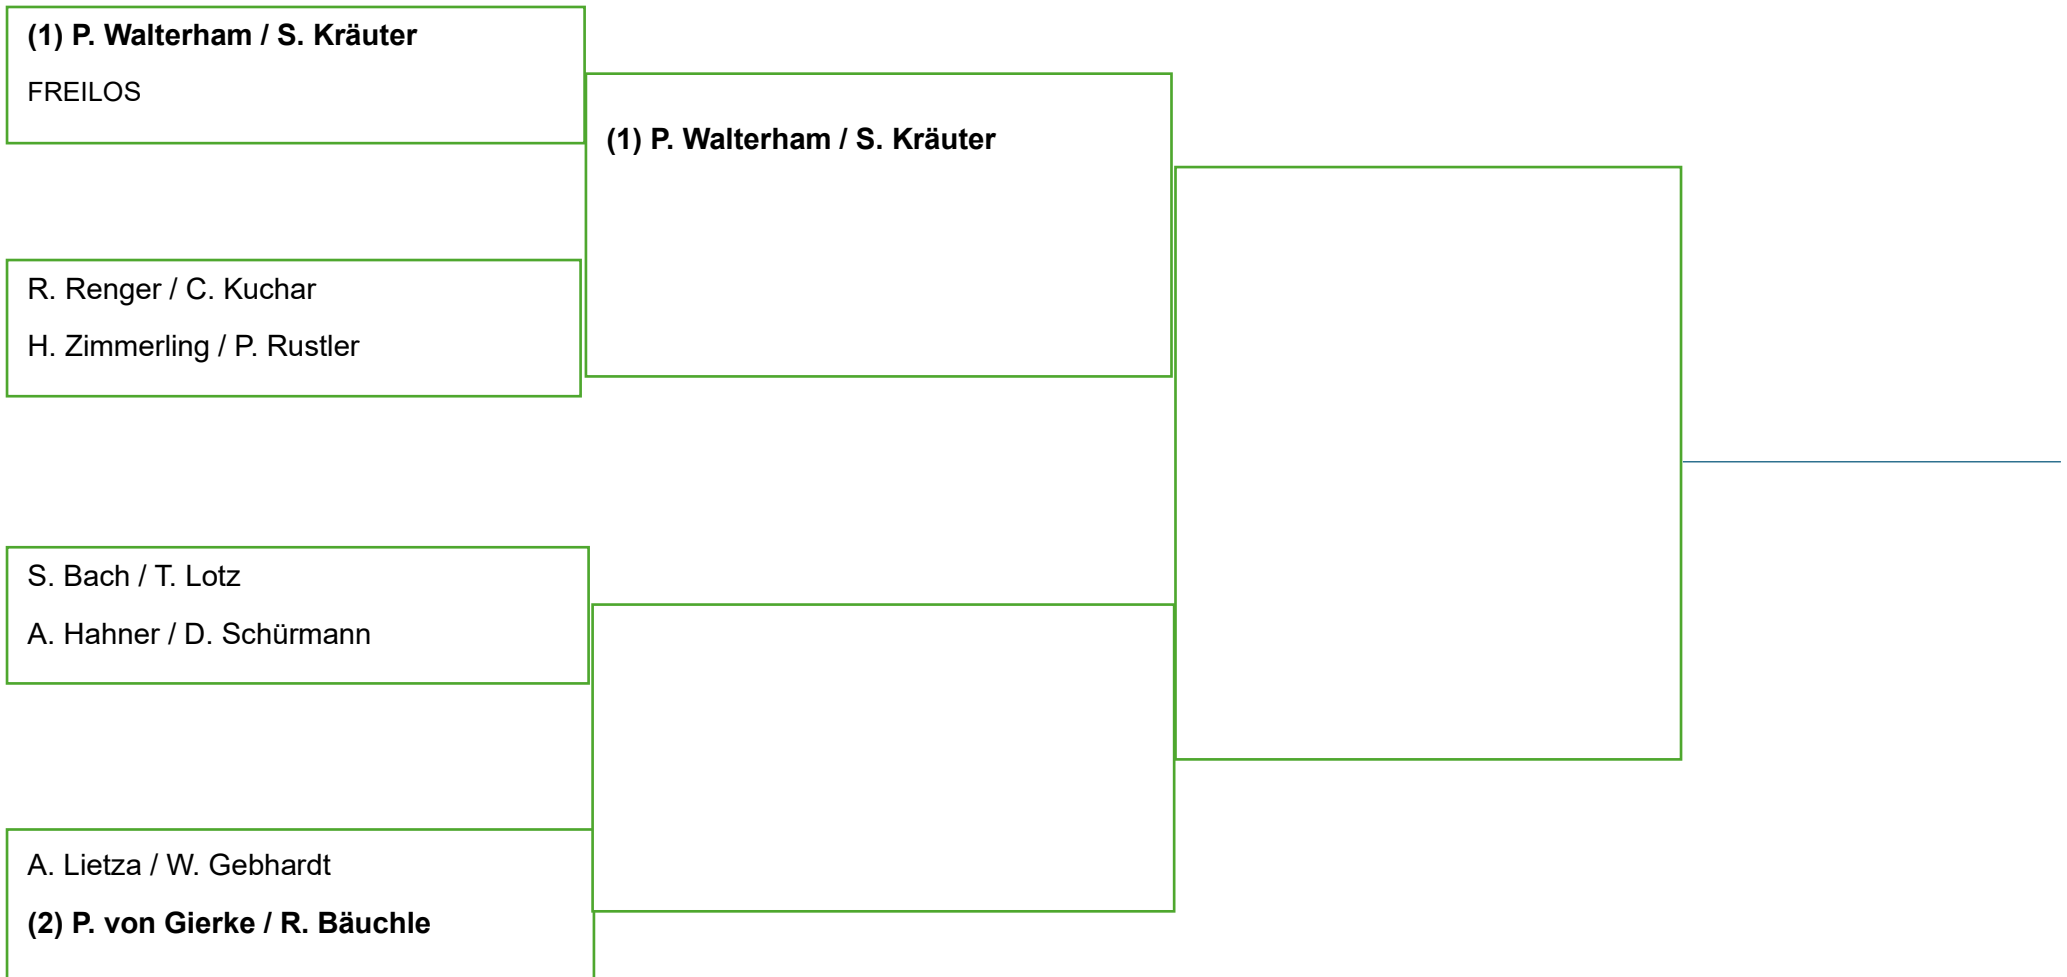 (1) P. Walterham / S. Kräuter
FREILOS
(1) P. Walterham / S. Kräuter
R. Renger / C. Kuchar
H. Zimmerling / P. Rustler
S. Bach / T. Lotz
A. Hahner / D. Schürmann
A. Lietza / W. Gebhardt
(2) P. von Gierke / R. Bäuchle